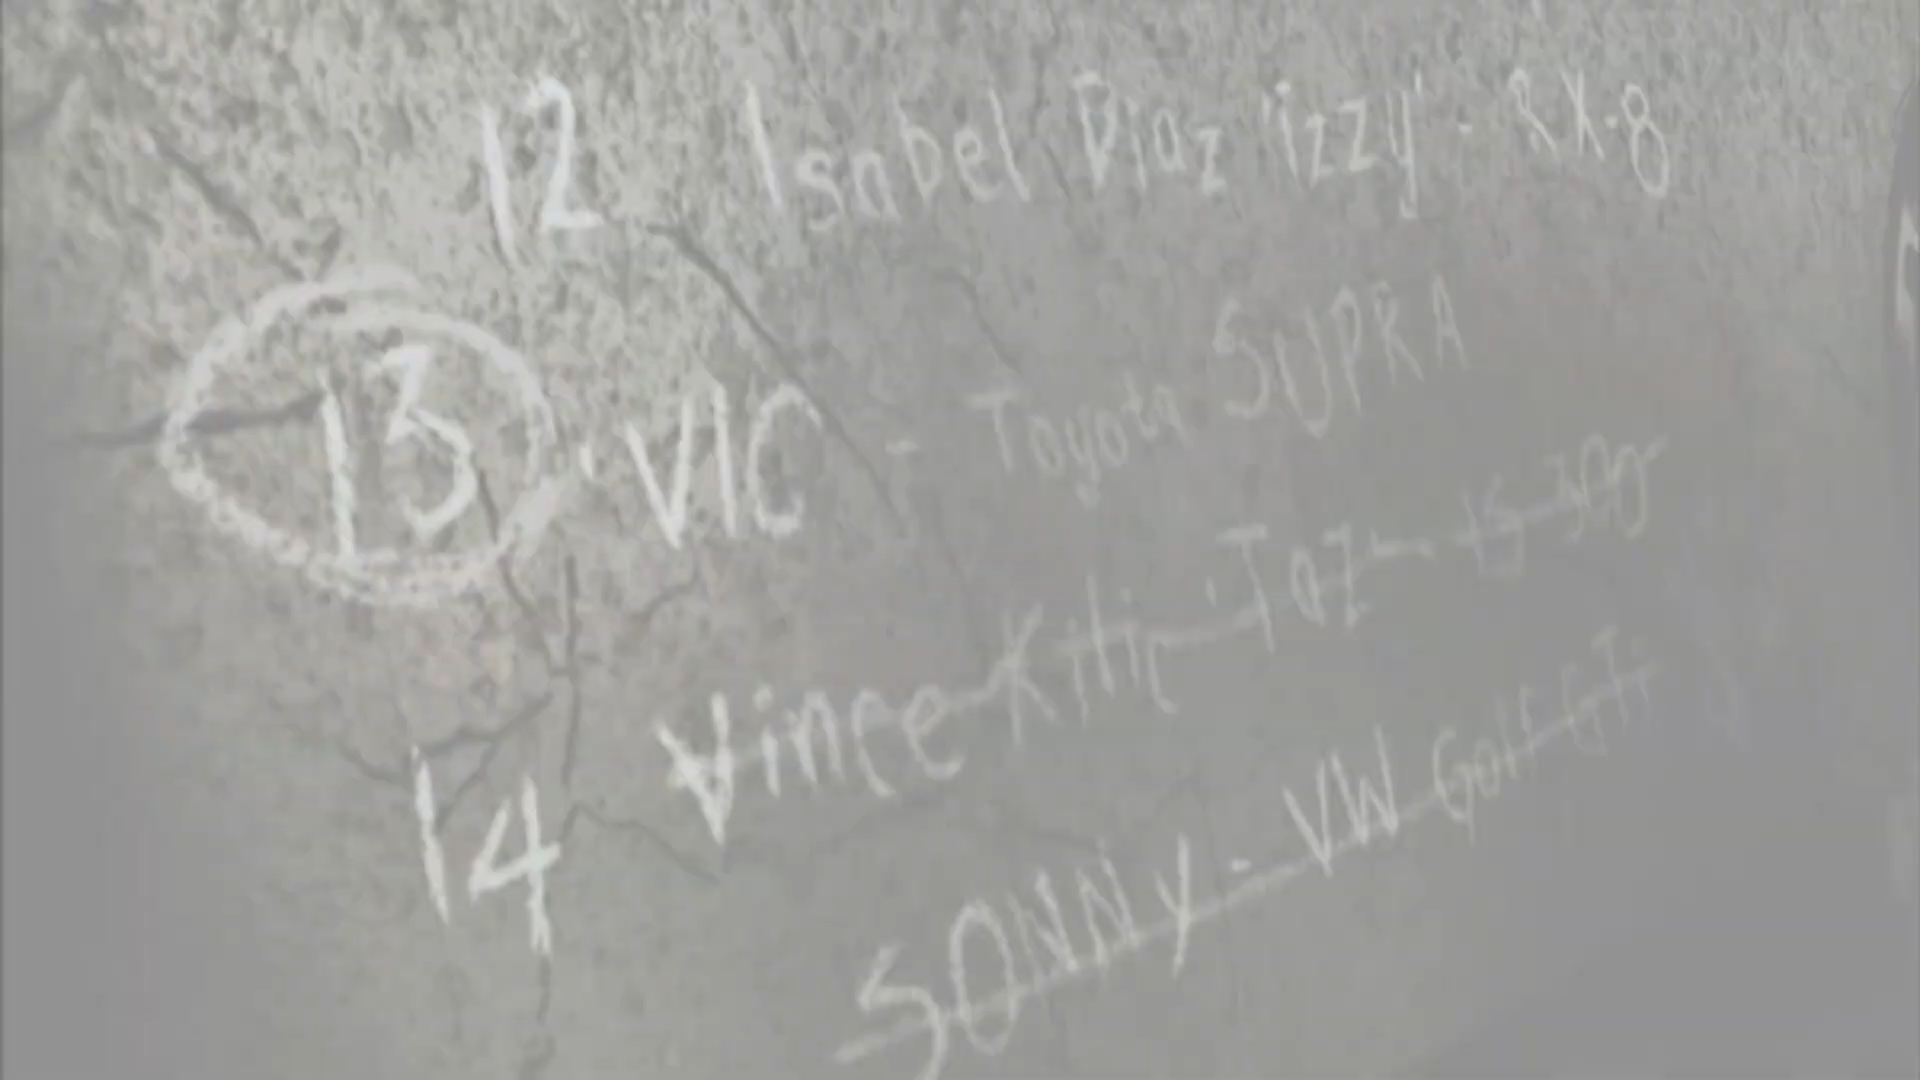 12 Isabel Diaz 'izzy' - RX-8
13 'VIC - Toyota SUPRA
14 Vince Kilic 'Taz - IS 300
SONNY - VW Golf GTi